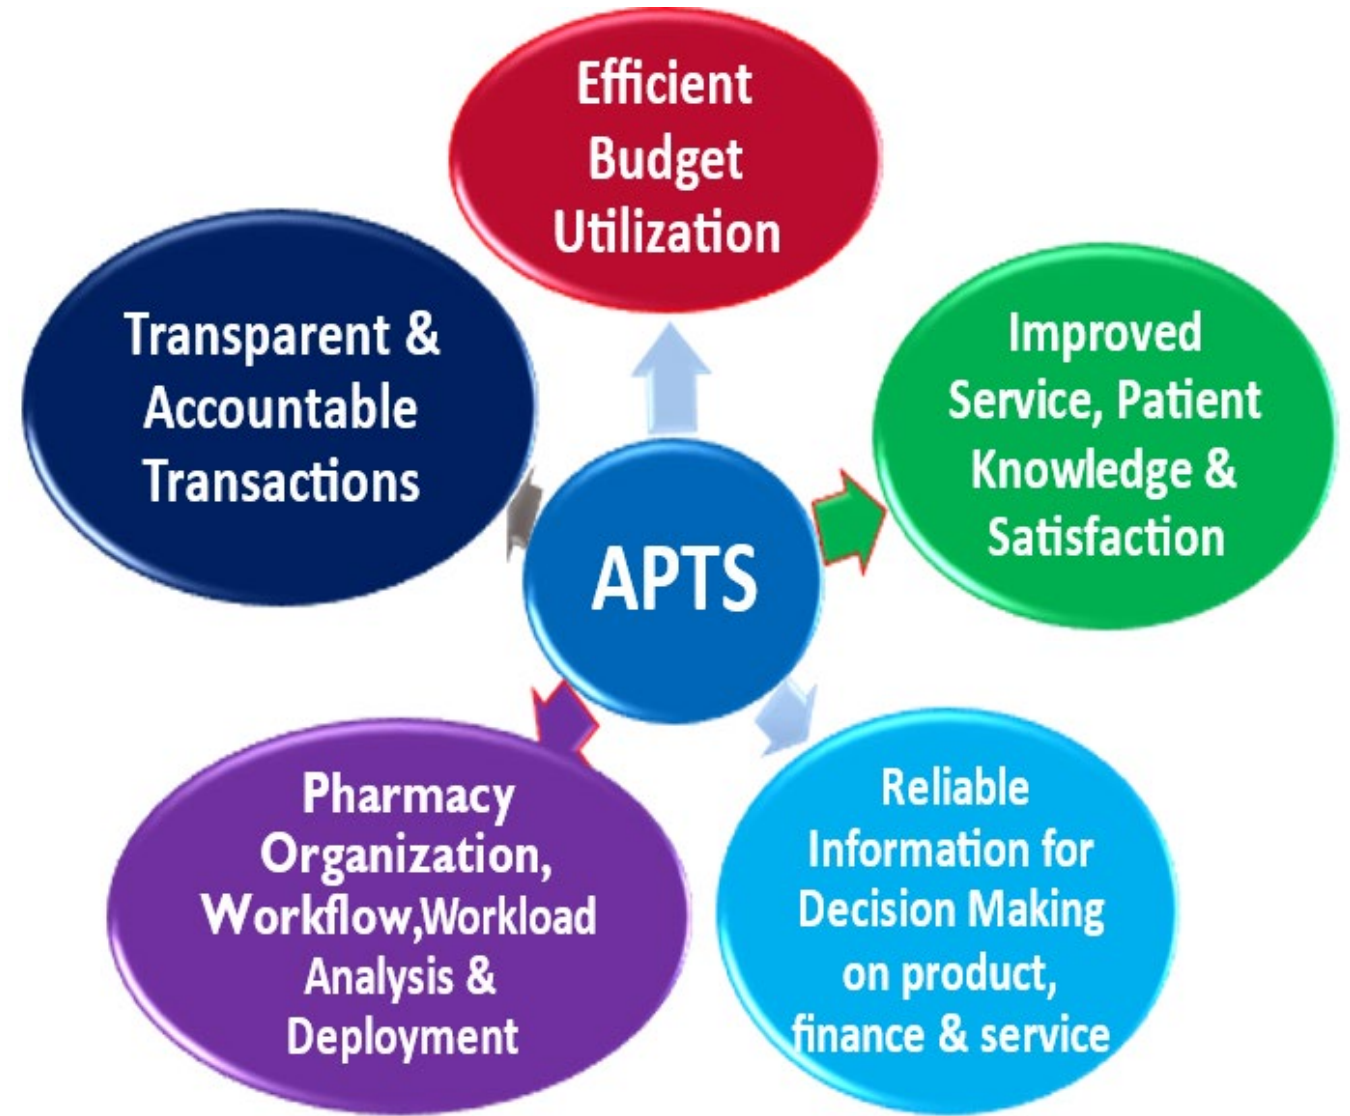 Efficient
Budget
Utilization
Transparent &
Accountable
Transactions
Improved
Service, Patient
Knowledge &
Satisfaction
APTS
Pharmacy
Organization,
Workflow,Workload
Analysis &
Deployment
Reliable
Information for
Decision Making
on product,
finance & service